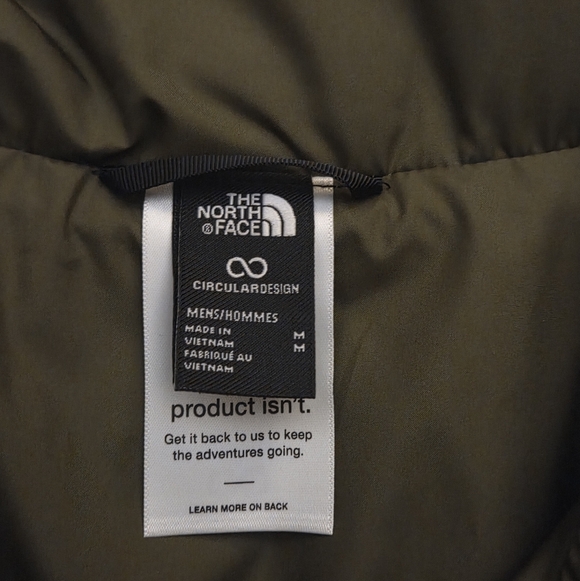 THE
NORTH
FACE®
CIRCULARDESIGN
MENS/HOMMES
MADE IN
VIETNAM
M
FABRIQUÉ AU
VIETNAM
M
product isn't.
Get it back to us to keep
the adventures going.
LEARN MORE ON BACK